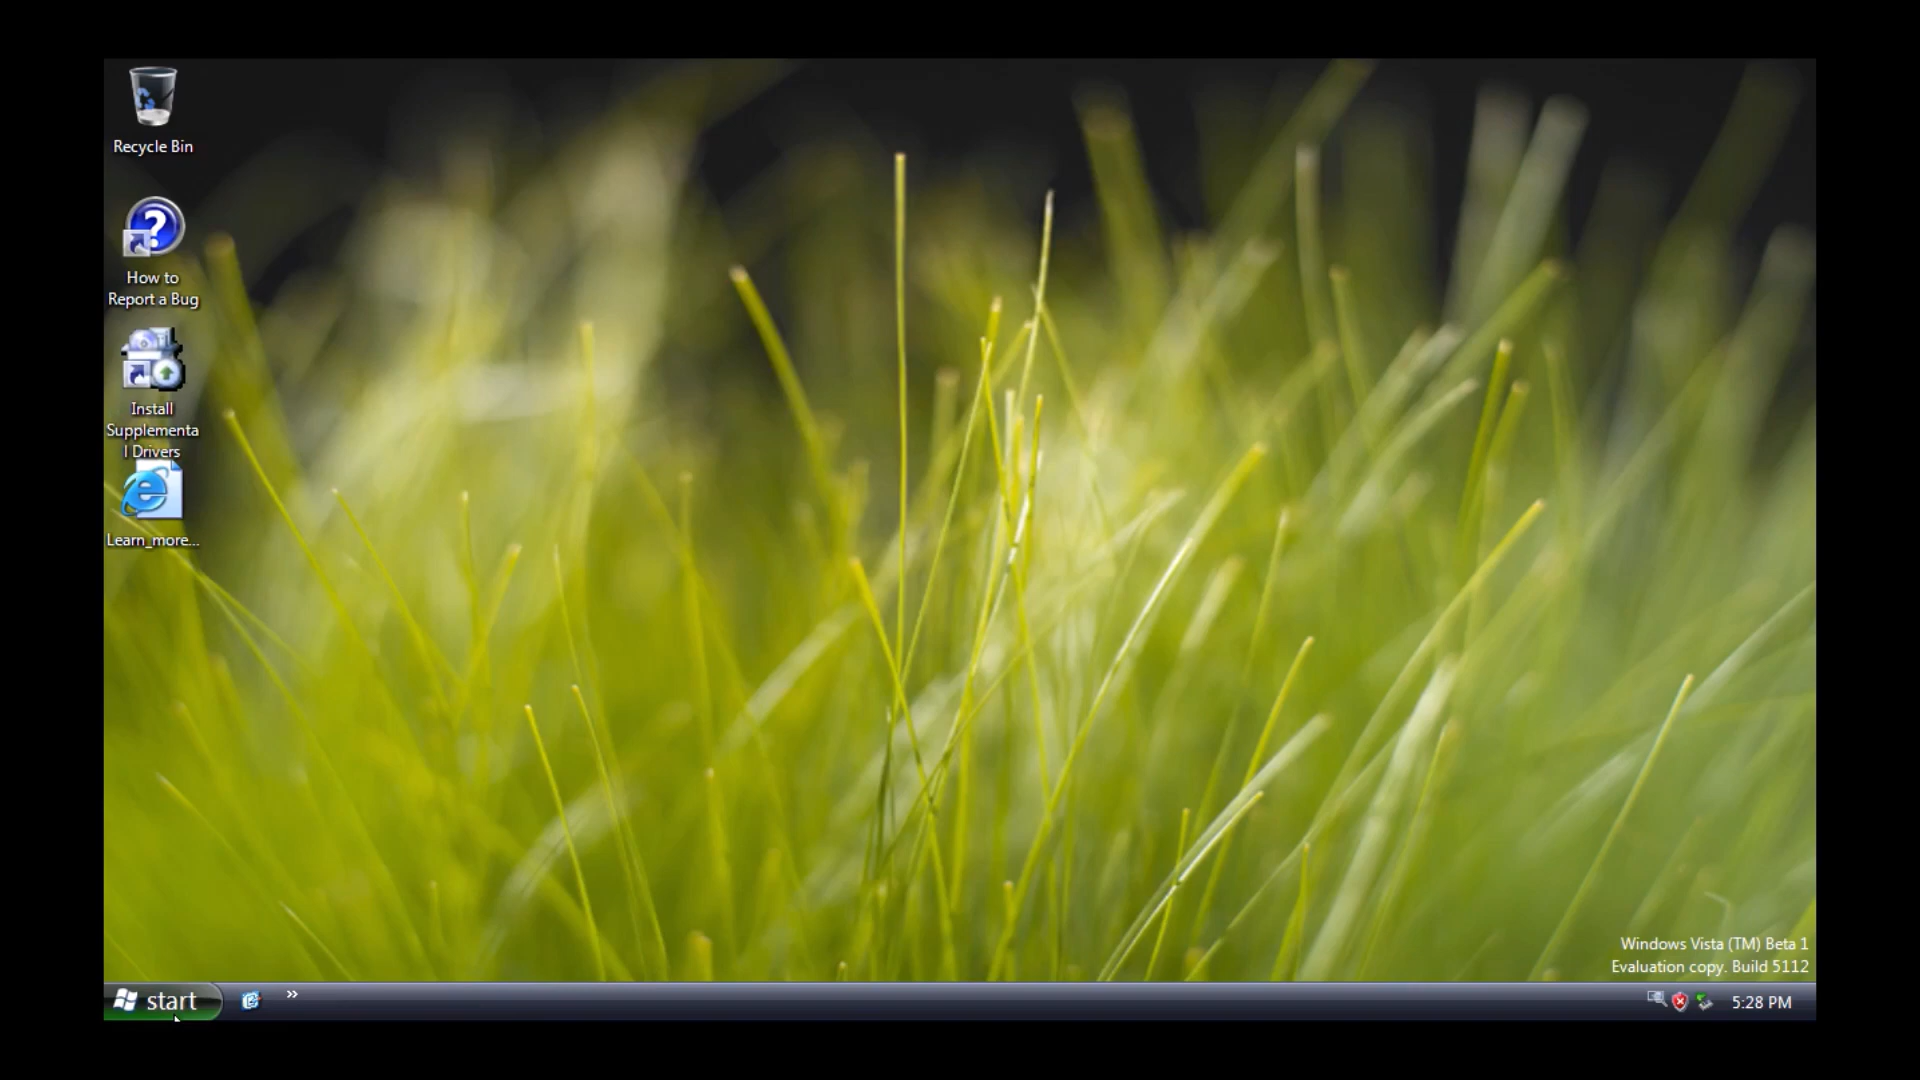 Recycle Bin
How to
Report a Bug
Install
Supplementa
l Drivers
Learn_more...
Windows Vista (TM) Beta 1
Evaluation copy. Build 5112
start
»
5:28 PM